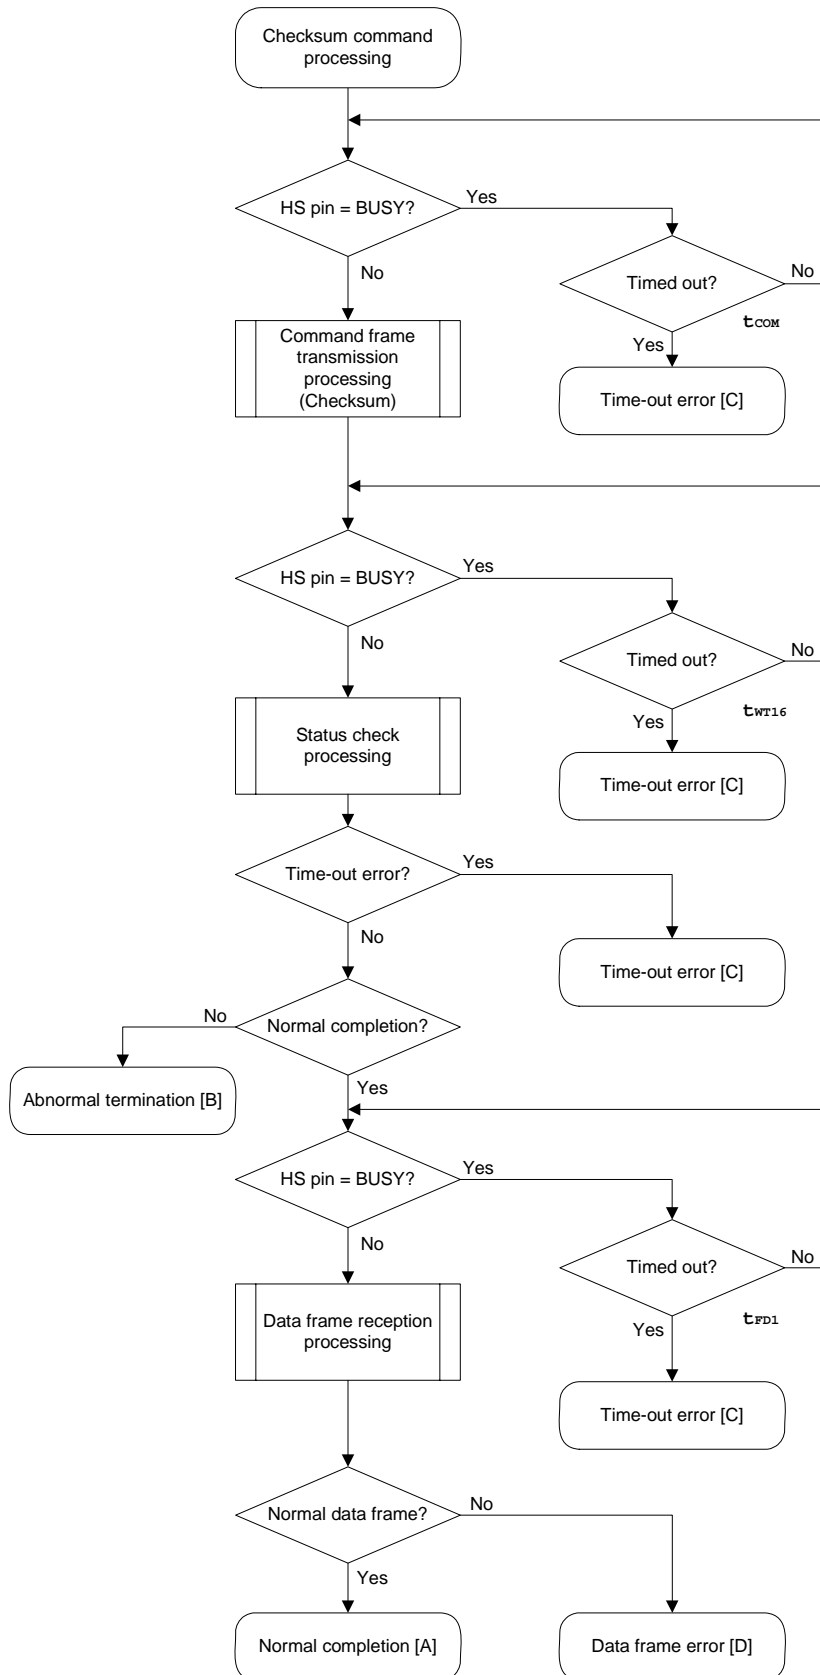 Checksum command
processing
HS pin = BUSY?
Yes
No
Timed out?
No
tCOM
Yes
Time-out error [C]
Command frame
transmission
processing
(Checksum)
HS pin = BUSY?
Yes
No
Timed out?
No
tWT16
Yes
Time-out error [C]
Status check
processing
Time-out error?
Yes
No
Time-out error [C]
Normal completion?
No
Yes
Abnormal termination [B]
HS pin = BUSY?
Yes
No
Timed out?
No
tFD1
Yes
Time-out error [C]
Data frame reception
processing
Normal data frame?
No
Yes
Normal completion [A]
Data frame error [D]